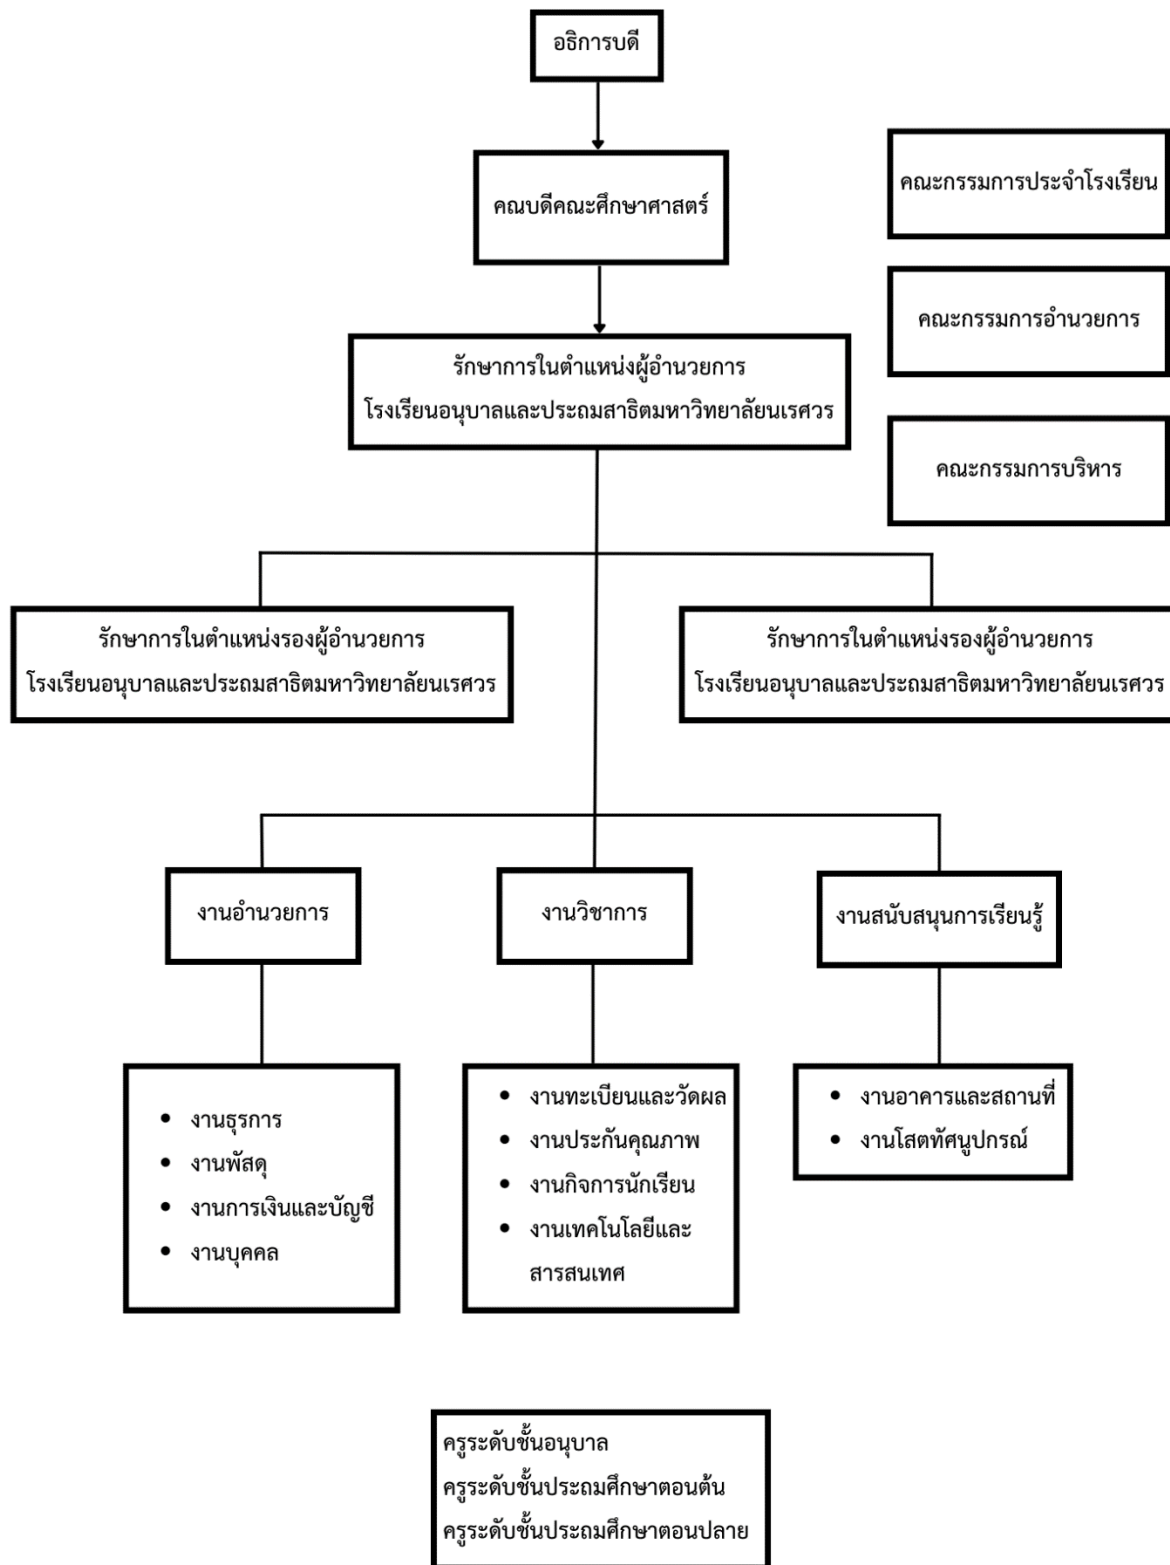 อธิการบดี
คณบดีคณะศึกษาศาสตร์
คณะกรรมการประจำโรงเรียน
คณะกรรมการอำนวยการ
คณะกรรมการบริหาร
รักษาการในตำแหน่งผู้อำนวยการ
โรงเรียนอนุบาลและประถมสาธิตมหาวิทยาลัยนเรศวร
รักษาการในตำแหน่งรองผู้อำนวยการ
โรงเรียนอนุบาลและประถมสาธิตมหาวิทยาลัยนเรศวร
รักษาการในตำแหน่งรองผู้อำนวยการ
โรงเรียนอนุบาลและประถมสาธิตมหาวิทยาลัยนเรศวร
งานอำนวยการ
งานวิชาการ
งานสนับสนุนการเรียนรู้
• งานธุรการ
• งานพัสดุ
• งานการเงินและบัญชี
• งานบุคคล
• งานทะเบียนและวัดผล
• งานประกันคุณภาพ
• งานกิจการนักเรียน
• งานเทคโนโลยีและ
สารสนเทศ
• งานอาคารและสถานที่
• งานโสตทัศนูปกรณ์
ครูระดับชั้นอนุบาล
ครูระดับชั้นประถมศึกษาตอนต้น
ครูระดับชั้นประถมศึกษาตอนปลาย